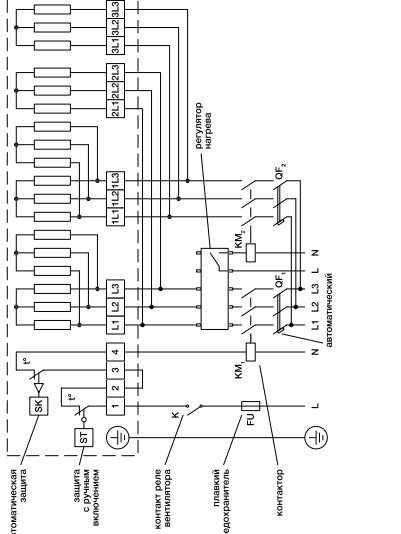 3L3
3L2
3L1
2L3
2L2
2L1
1L3
1L2
1L1
L3
L2
L1
4
3
2
1
t°
t°
SK
ST
регулятор
нагрева
QF2
KM2
QF1
KM1
N
L
L3
L2
L1
N
L
K
FU
автоматический
защита
защита
с ручным
включением
контакт реле
вентилятора
плавкий
контактор